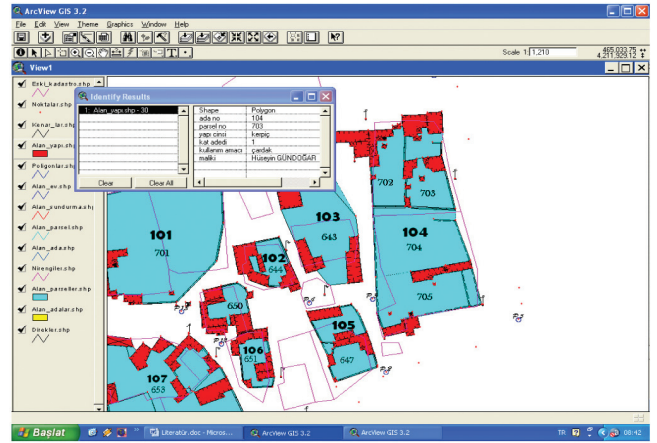 ArcView GIS 3.2
File Edit View Theme Graphics Window Help
Scale 1: 1,210
465,033.75
4,211,929.12
View1
Eski_kadastro.shp
Noktalar.shp
Kenar_lar.shp
Alan_yapı.shp
Poligonlar.shp
Alan_ev.shp
Alan_sundurma.shp
Alan_parsel.shp
Alan_ada.shp
Nirengiler.shp
Alan_parseller.shp
Alan_adalar.shp
Direkler.shp
Identify Results
1: Alan_yapı.shp - 30
Shape Polygon
ada no 104
parsel no 703
yapı cinsi kerpiç
kat adedi 1
kullanım amacı çardak
maliki Hüseyin GÜNDOĞAR
Clear Clear All
702
703
103
643
101
701
104
704
102
644
705
650
105
106
651
647
107
653
Başlat
Literatür.doc - Micros...
ArcView GIS 3.2
ArcView GIS 3.2
TR
08:42